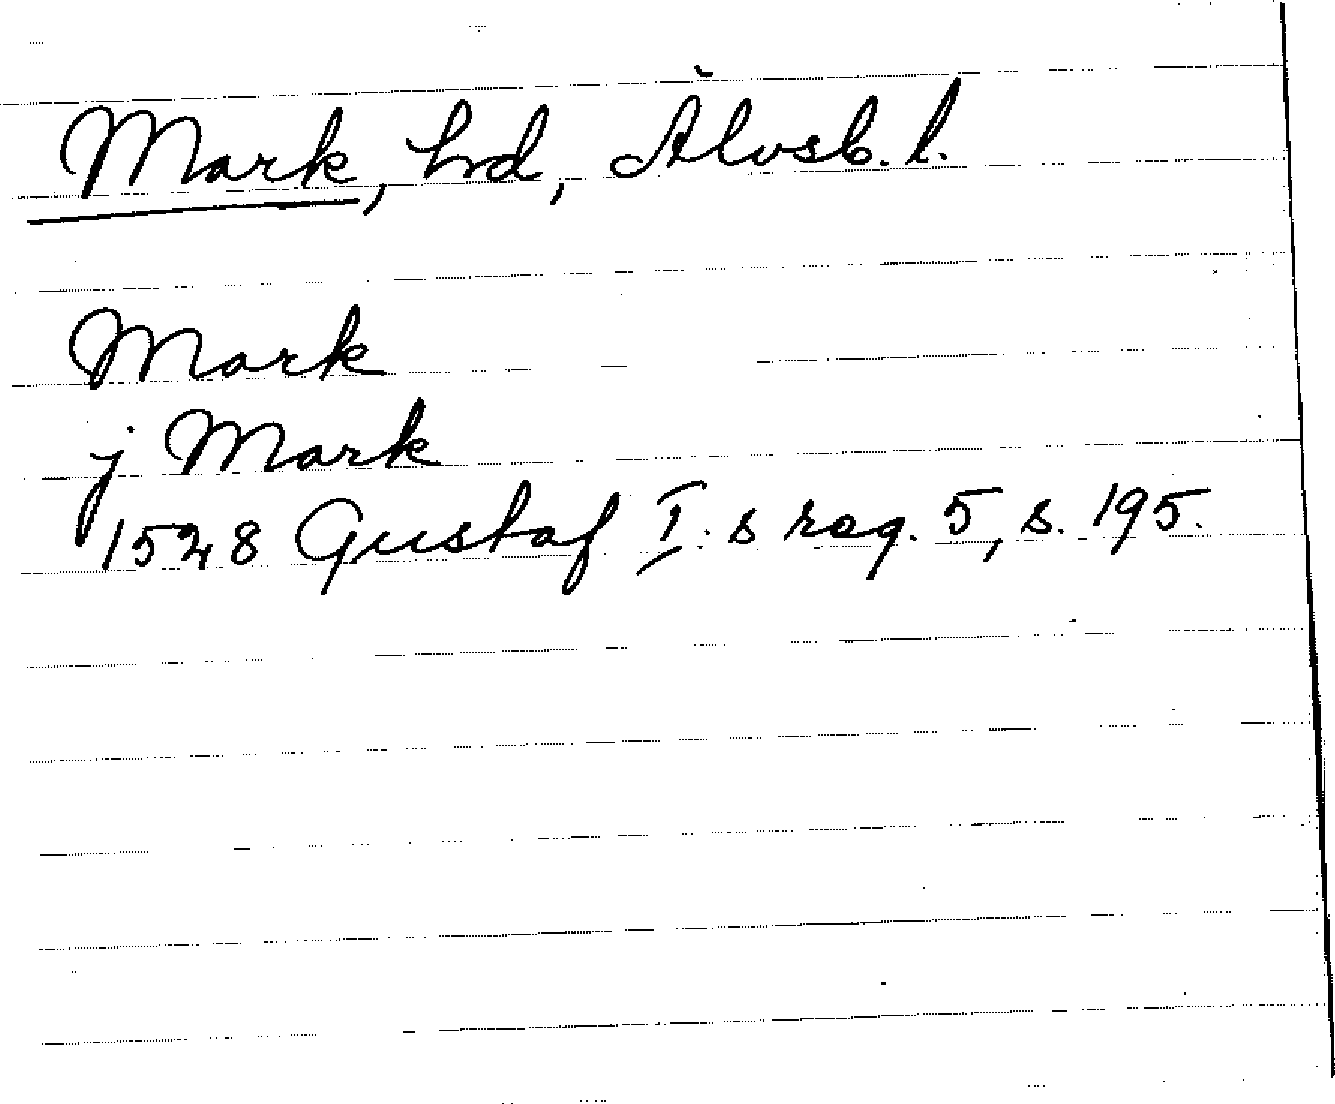 Mark, hd, Älvsb. l.
Mark
j Mark
1528 Gustaf I. s reg. 5, s. 195.